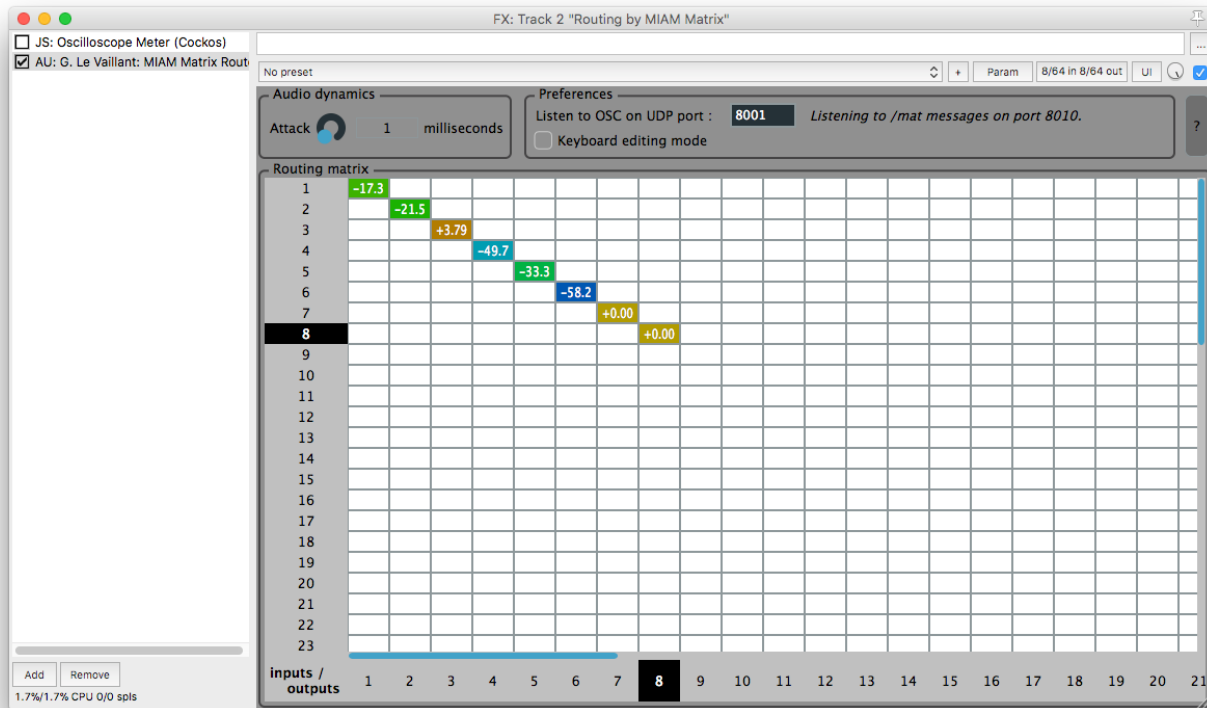 FX: Track 2 "Routing by MIAM Matrix"
JS: Oscilloscope Meter (Cockos)
AU: G. Le Vaillant: MIAM Matrix Rout
...
No preset
+
Param
8/64 in 8/64 out
UI
Audio dynamics
Attack 1 milliseconds
Preferences
Listen to OSC on UDP port : 8001 Listening to /mat messages on port 8010.
Keyboard editing mode
?
Routing matrix
1 -17.3
2 -21.5
3 +3.79
4 -49.7
5 -33.3
6 -58.2
7 +0.00
8 +0.00
9
10
11
12
13
14
15
16
17
18
19
20
21
22
23
inputs /
outputs
1 2 3 4 5 6 7 8 9 10 11 12 13 14 15 16 17 18 19 20 21
Add
Remove
1.7%/1.7% CPU 0/0 spls